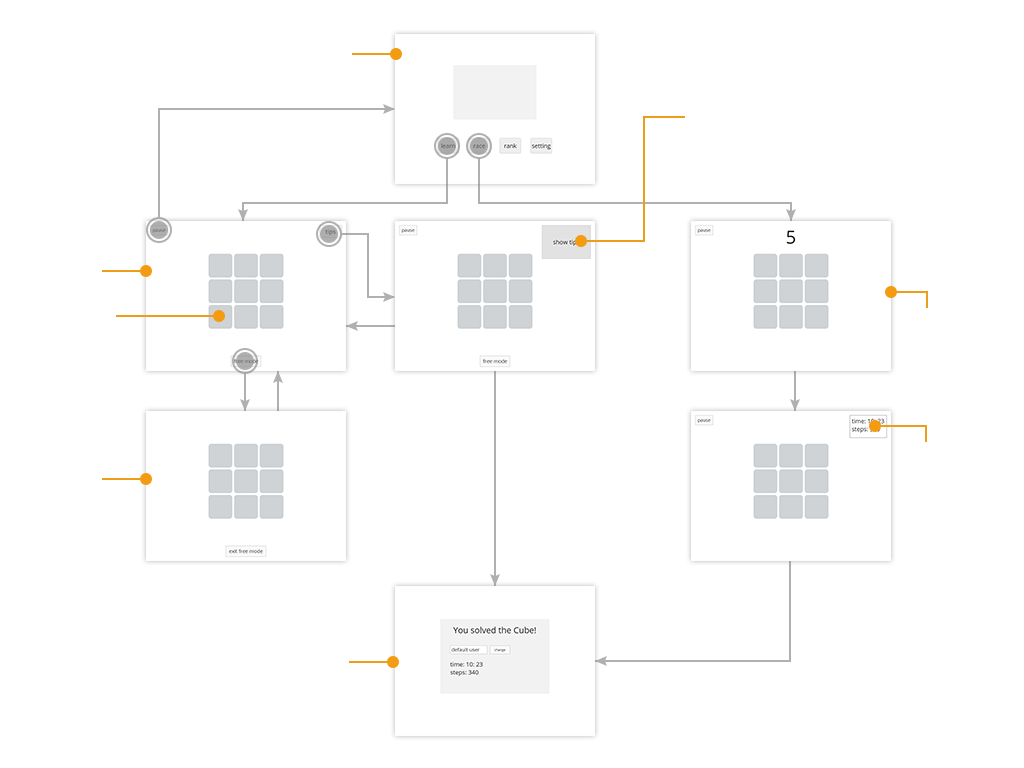 learn
race
rank
setting
pause
tips
free mode
pause
show tips
free mode
pause
5
exit free mode
pause
time: 10: 23
steps:
You solved the Cube!
default user
change
time: 10: 23
steps: 340